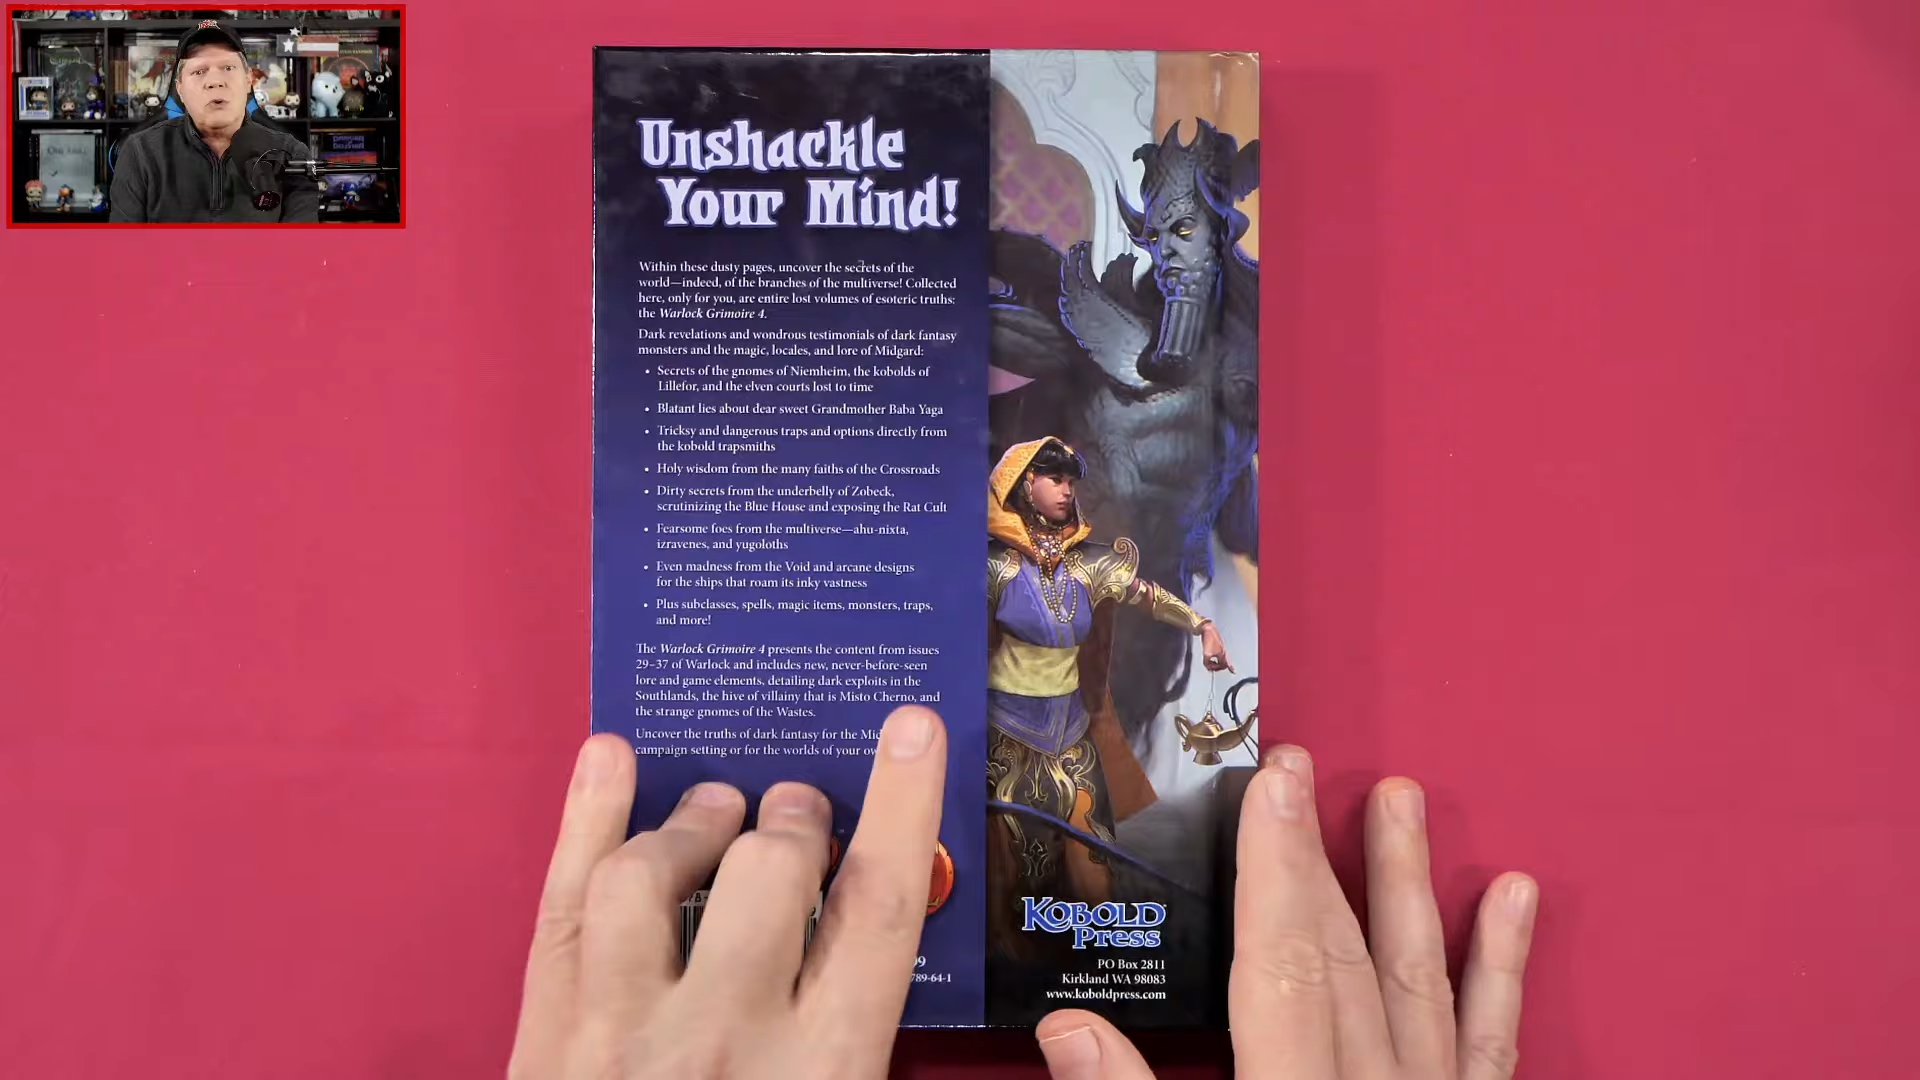 Unshackle
Your Mind!
Within these dusty pages, uncover the secrets of the
world—indeed, of the branches of the multiverse! Collected
here, only for you, are entire lost volumes of esoteric truths:
the Warlock Grimoire 4.
Dark revelations and wondrous testimonials of dark fantasy
monsters and the magic, locales, and lore of Midgard:
• Secrets of the gnomes of Niemheim, the kobolds of
Lillefor, and the elven courts lost to time
• Blatant lies about dear sweet Grandmother Baba Yaga
• Tricksy and dangerous traps and options directly from
the kobold trapsmiths
• Holy wisdom from the many faiths of the Crossroads
• Dirty secrets from the underbelly of Zobeck,
scrutinizing the Blue House and exposing the Rat Cult
• Fearsome foes from the multiverse—ahu-nixta,
izravenes, and yugoloths
• Even madness from the Void and arcane designs
for the ships that roam its inky vastness
• Plus subclasses, spells, magic items, monsters, traps,
and more!
The Warlock Grimoire 4 presents the content from issues
29–37 of Warlock and includes new, never-before-seen
lore and game elements, detailing dark exploits in the
Southlands, the hive of villainy that is Misto Cherno, and
the strange gnomes of the Wastes.
Uncover the truths of dark fantasy for the
campaign setting or for the worlds of your
789-64-1
KOBOLD
Press
PO Box 2811
Kirkland WA 98083
www.koboldpress.com